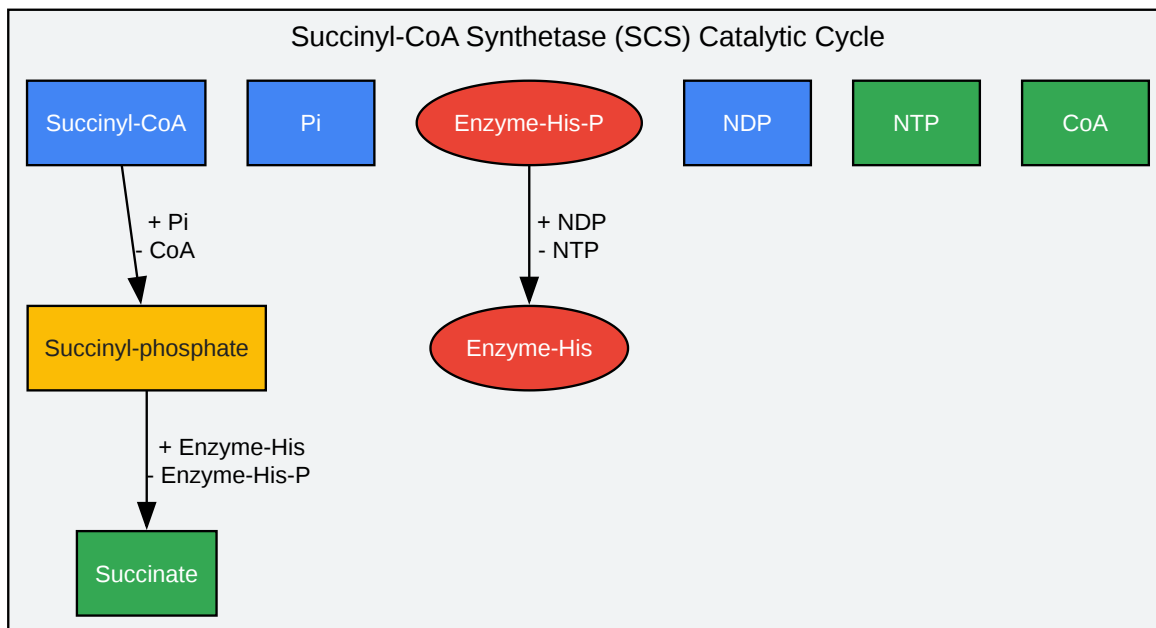 Succinyl-CoA Synthetase (SCS) Catalytic Cycle
Succinyl-CoA
Pi
Enzyme-His-P
NDP
NTP
CoA
+ Pi
- CoA
+ NDP
- NTP
Succinyl-phosphate
Enzyme-His
+ Enzyme-His
- Enzyme-His-P
Succinate